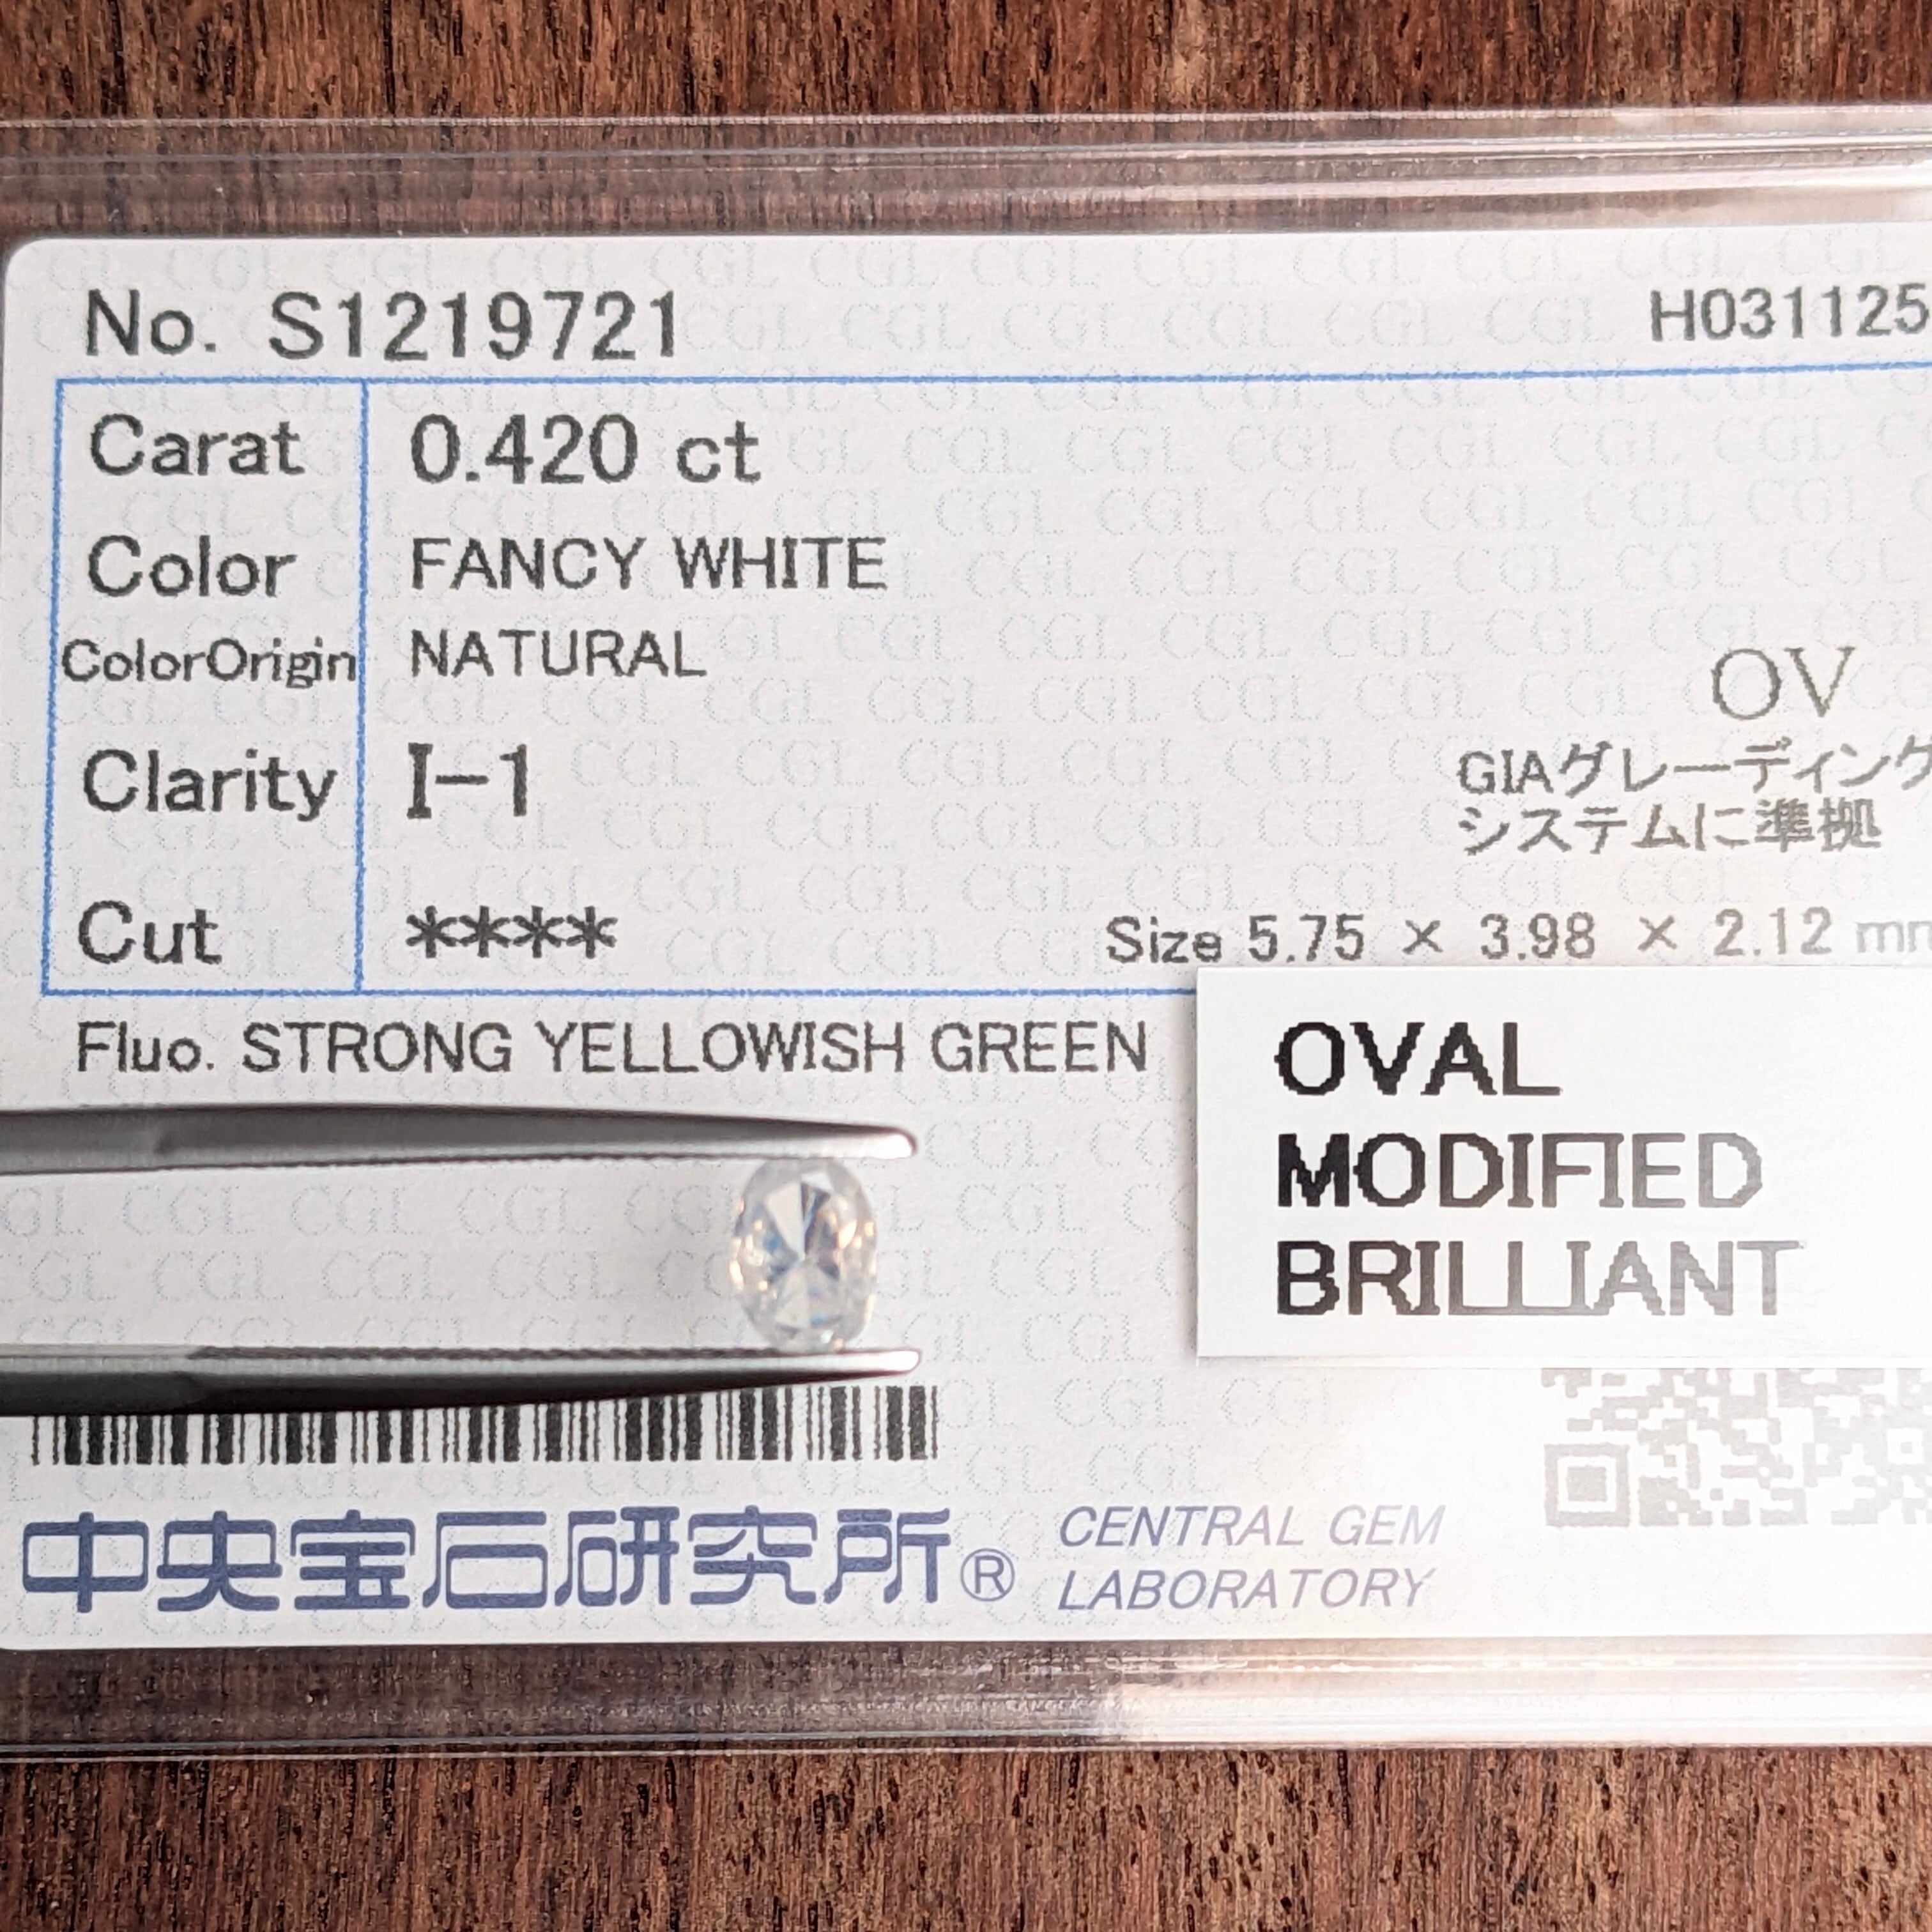 No. S1219721
H031125
Carat 0.420 ct
Color FANCY WHITE
ColorOrigin NATURAL
OV
Clarity I-1
GIAグレーディング
システムに準拠
Cut ****
Size 5.75 × 3.98 × 2.12 mm
Fluo. STRONG YELLOWISH GREEN
OVAL
MODIFIED
BRILLIANT
中央宝石研究所®
CENTRAL GEM
LABORATORY